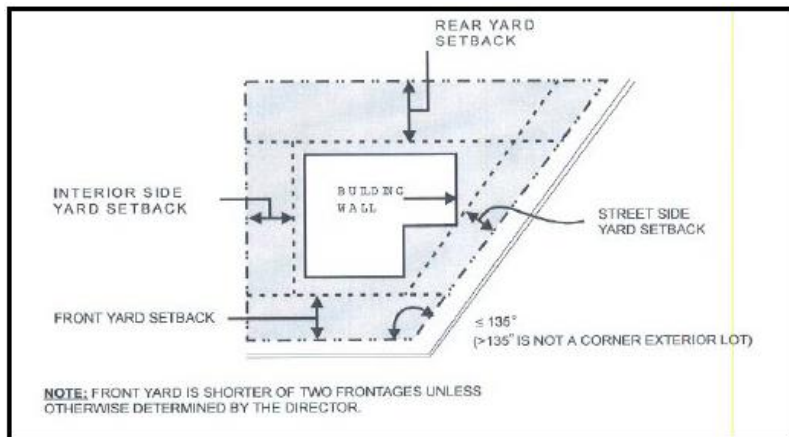 REAR YARD
SETBACK
INTERIOR SIDE
YARD SETBACK
BUILDING
WALL
STREET SIDE
YARD SETBACK
FRONT YARD SETBACK
≤ 135°
(>135° IS NOT A CORNER EXTERIOR LOT)
NOTE: FRONT YARD IS SHORTER OF TWO FRONTAGES UNLESS
OTHERWISE DETERMINED BY THE DIRECTOR.